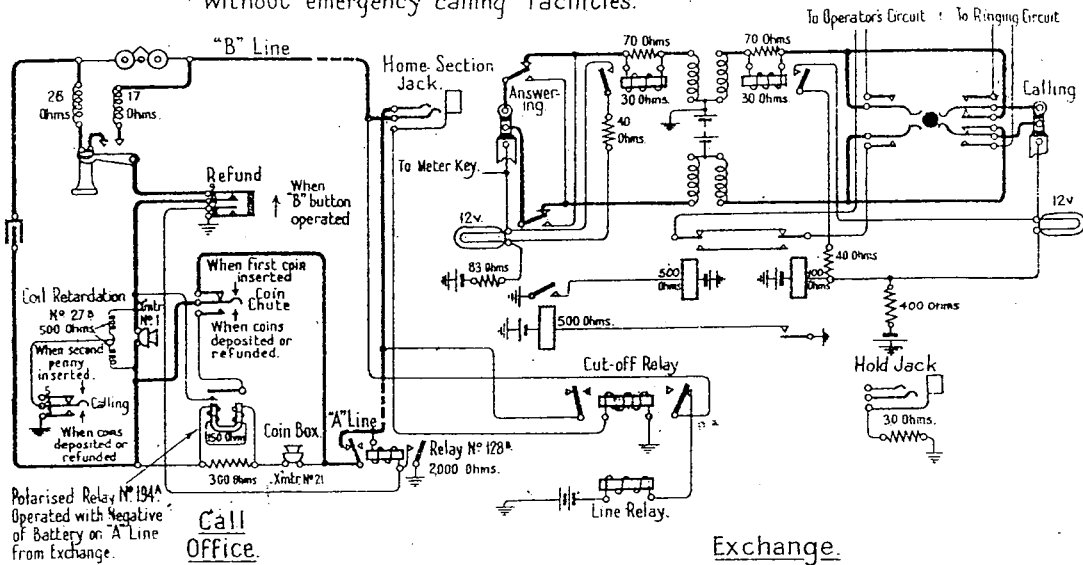 without emergency calling facilities.
To Operator's Circuit
To Ringing Circuit
"B" Line
70 Ohms
70 Ohms
Home-Section
Jack.
Answer-
ing
30 Ohms.
30 Ohms.
Calling
26
Ohms
17
Ohms.
40
Ohms.
To Meter Key.
Refund
When
"B" button
operated
12v.
12v
83 Ohms
500
Ohms
40 Ohms
400 Ohms
500 Ohms.
When first coin
inserted
Coin
Chute
When coins
deposited or
refunded.
Coil Retardation
No 27B
500 Ohms
Xmtr
No 1
When second
penny
inserted.
Calling
When coins
deposited or
refunded
Cut-off Relay
Hold Jack
30 Ohms.
"A" Line
150 Ohms
Coin Box.
Relay No 128B.
2,000 Ohms.
300 Ohms
Xmtr. No 21
Polarised Relay No 194A.
Operated with Negative
of Battery on "A" Line
from Exchange.
Line Relay.
Call
Office.
Exchange.